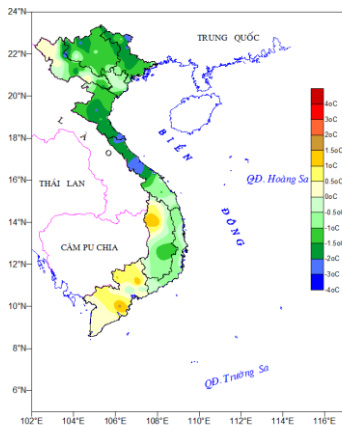 24°N
22°N
20°N
18°N
16°N
14°N
12°N
10°N
8°N
6°N
TRUNG QUỐC
LÀO
BIỂN ĐÔNG
THÁI LAN
QĐ. Hoàng Sa
CĂM PU CHIA
QĐ. Trường Sa
4oC
3oC
2oC
1.5oC
1oC
0.5oC
0oC
-0.5oC
-1oC
-1.5oC
-2oC
-3oC
-4oC
102°E 104°E 106°E 108°E 110°E 112°E 114°E 116°E